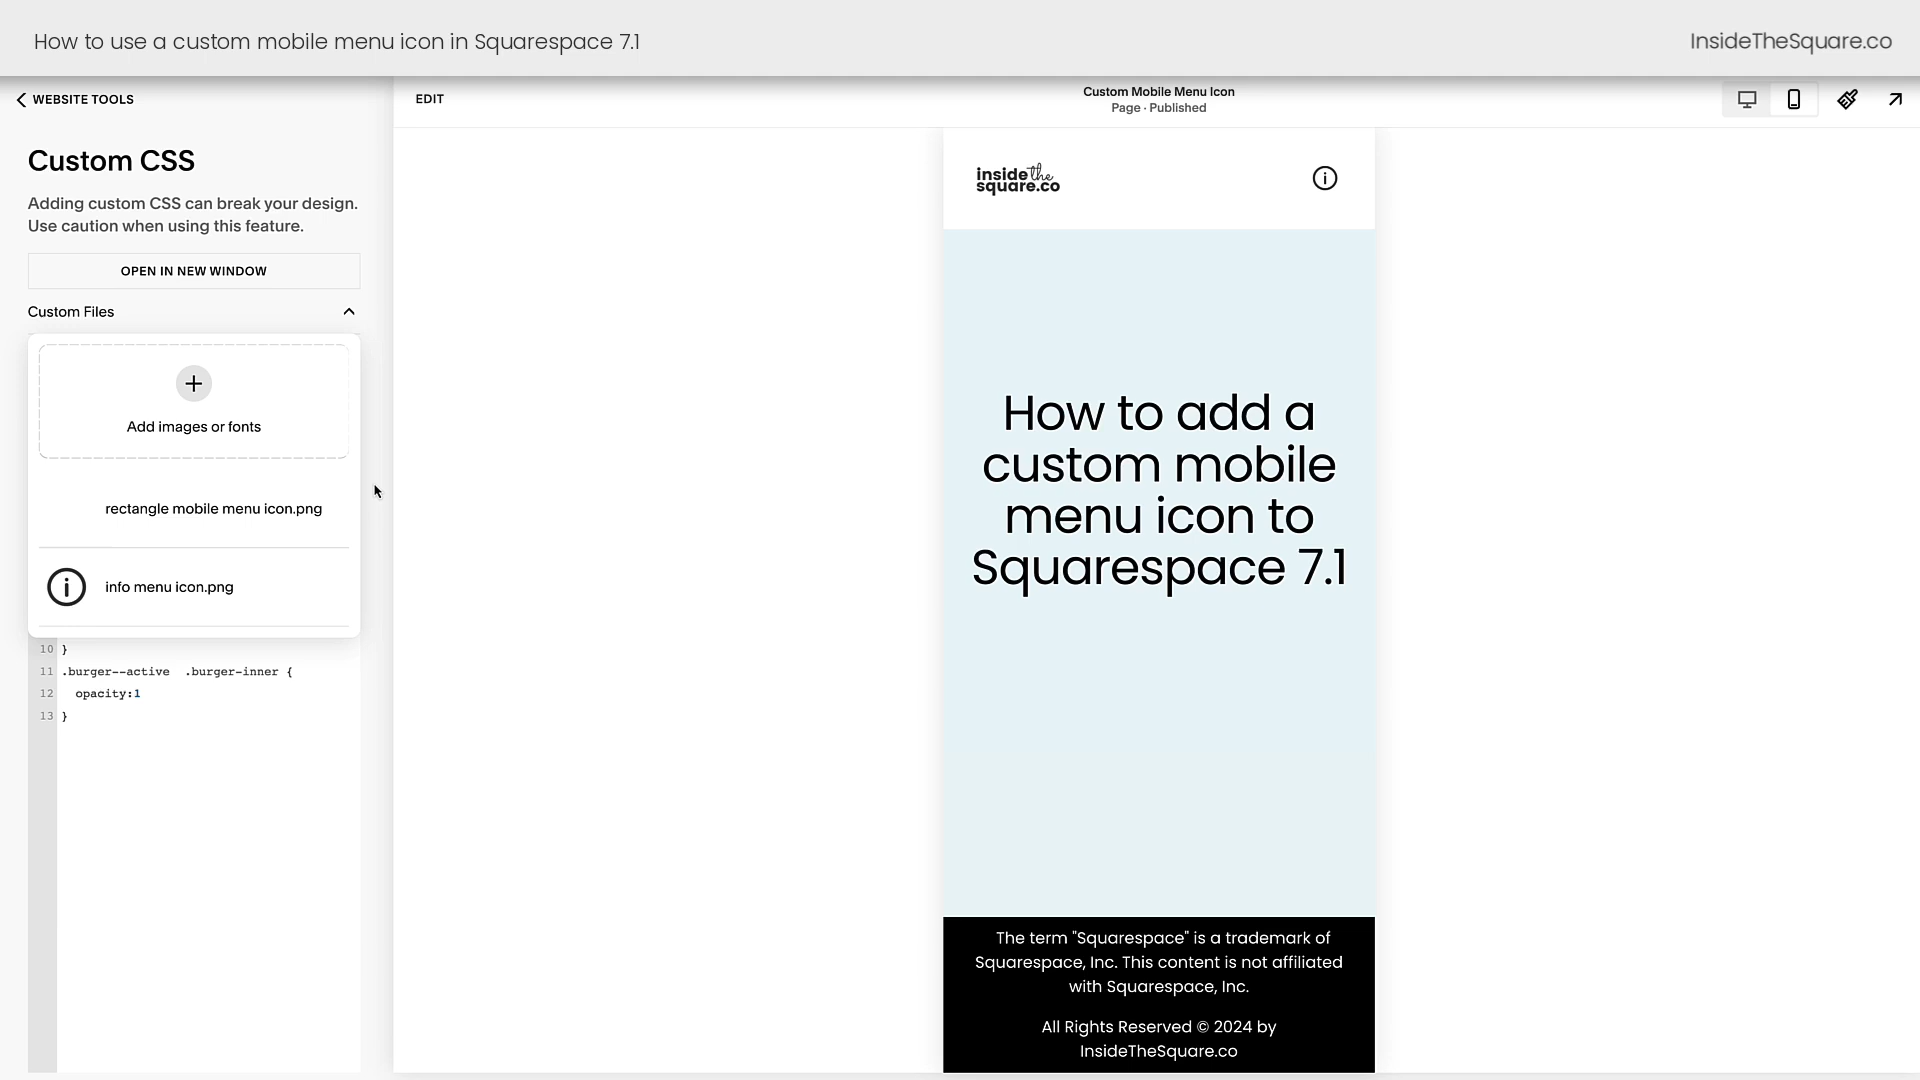 How to use a custom mobile menu icon in Squarespace 7.1
InsideTheSquare.co
WEBSITE TOOLS
EDIT
Custom Mobile Menu Icon
Page · Published
Custom CSS
Adding custom CSS can break your design.
Use caution when using this feature.
OPEN IN NEW WINDOW
Custom Files
Add images or fonts
rectangle mobile menu icon.png
info menu icon.png
10 }
11 .burger--active .burger-inner {
12 opacity:1
13 }
inside the
square.co
How to add a
custom mobile
menu icon to
Squarespace 7.1
The term "Squarespace" is a trademark of
Squarespace, Inc. This content is not affiliated
with Squarespace, Inc.
All Rights Reserved © 2024 by
InsideTheSquare.co